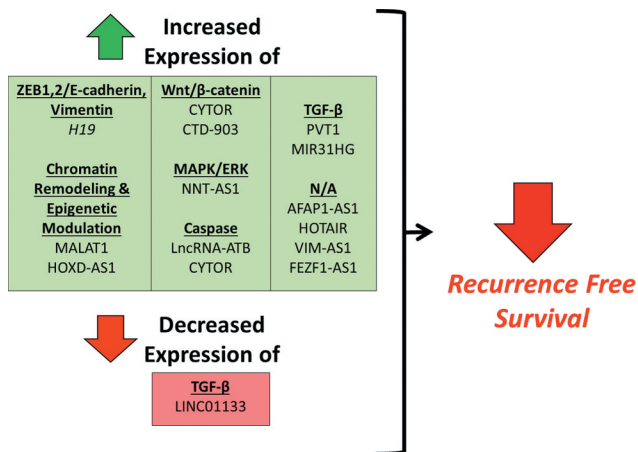 Increased
Expression of
ZEB1,2/E-cadherin,
Vimentin
H19
Chromatin
Remodeling &
Epigenetic
Modulation
MALAT1
HOXD-AS1
Wnt/β-catenin
CYTOR
CTD-903
MAPK/ERK
NNT-AS1
Caspase
LncRNA-ATB
CYTOR
TGF-β
PVT1
MIR31HG
N/A
AFAP1-AS1
HOTAIR
VIM-AS1
FEZF1-AS1
Decreased
Expression of
TGF-β
LINC01133
Recurrence Free
Survival